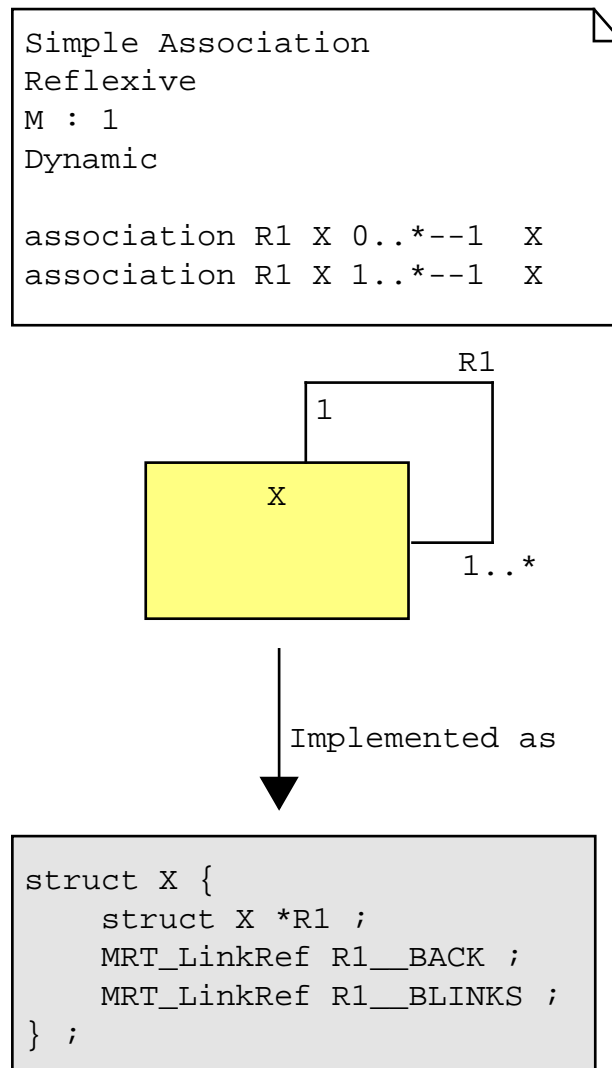 Simple Association
Reflexive
M : 1
Dynamic
association R1 X 0..*--1  X
association R1 X 1..*--1  X
R1
1
X
1..*
Implemented as
struct X {
    struct X *R1 ;
    MRT_LinkRef R1__BACK ;
    MRT_LinkRef R1__BLINKS ;
} ;